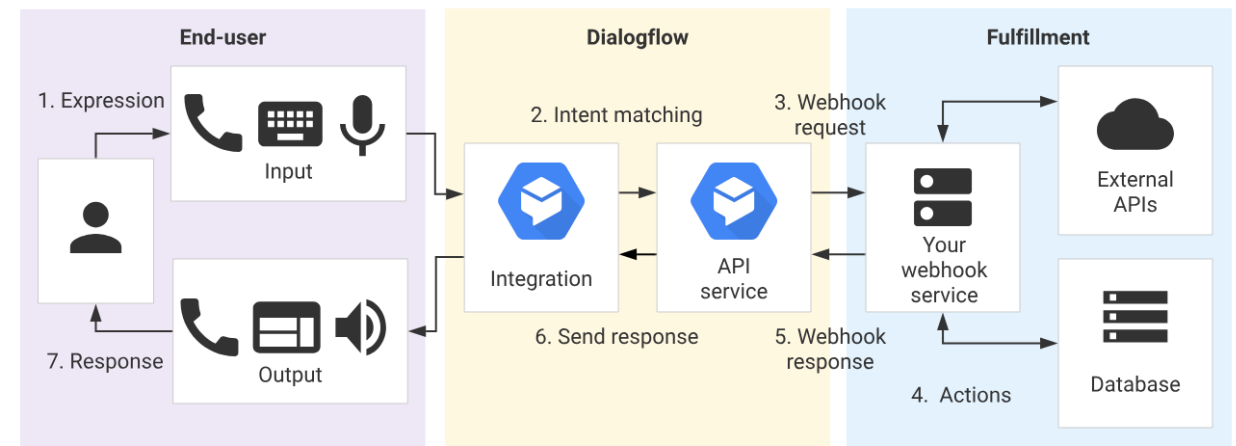 End-user
Dialogflow
Fulfillment
1. Expression
Input
2. Intent matching
3. Webhook
request
External
APIs
Integration
API
service
Your
webhook
service
7. Response
Output
6. Send response
5. Webhook
response
4. Actions
Database